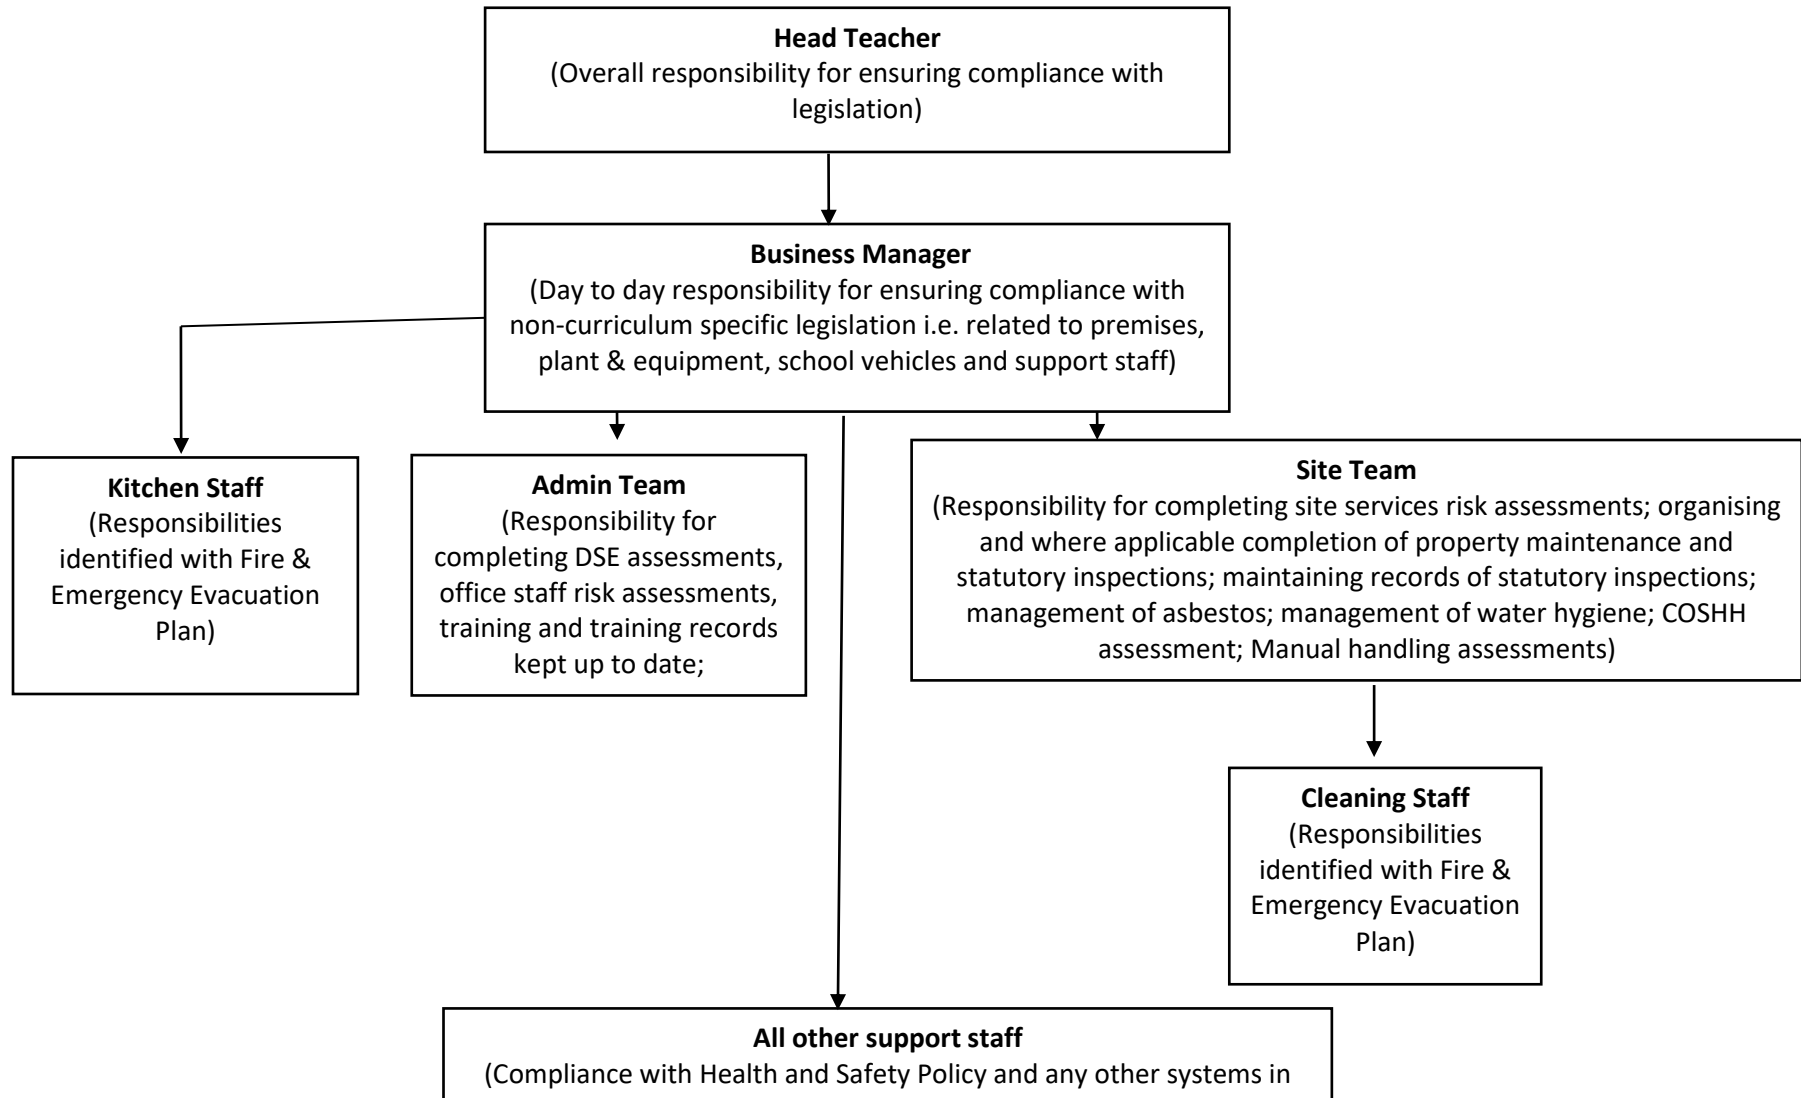 Head Teacher
(Overall responsibility for ensuring compliance with
legislation)
Business Manager
(Day to day responsibility for ensuring compliance with
non-curriculum specific legislation i.e. related to premises,
plant & equipment, school vehicles and support staff)
Kitchen Staff
(Responsibilities
identified with Fire &
Emergency Evacuation
Plan)
Admin Team
(Responsibility for
completing DSE assessments,
office staff risk assessments,
training and training records
kept up to date;
Site Team
(Responsibility for completing site services risk assessments; organising
and where applicable completion of property maintenance and
statutory inspections; maintaining records of statutory inspections;
management of asbestos; management of water hygiene; COSHH
assessment; Manual handling assessments)
Cleaning Staff
(Responsibilities
identified with Fire &
Emergency Evacuation
Plan)
All other support staff
(Compliance with Health and Safety Policy and any other systems in